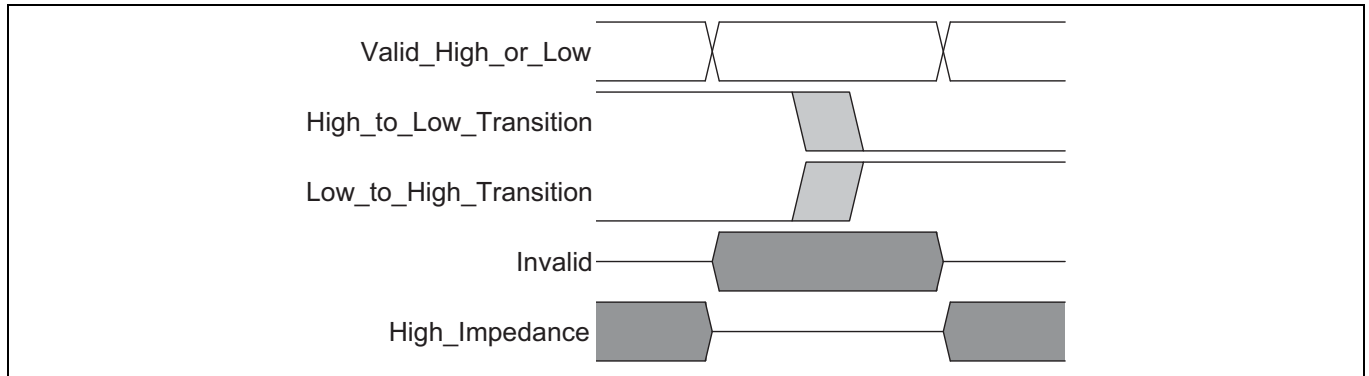 Valid_High_or_Low
High_to_Low_Transition
Low_to_High_Transition
Invalid
High_Impedance